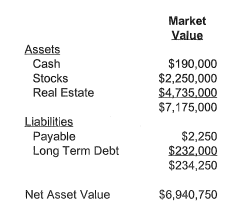 Market
Value
Assets
Cash $190,000
Stocks $2,250,000
Real Estate $4,735,000
$7,175,000
Liabilities
Payable $2,250
Long Term Debt $232,000
$234,250
Net Asset Value $6,940,750